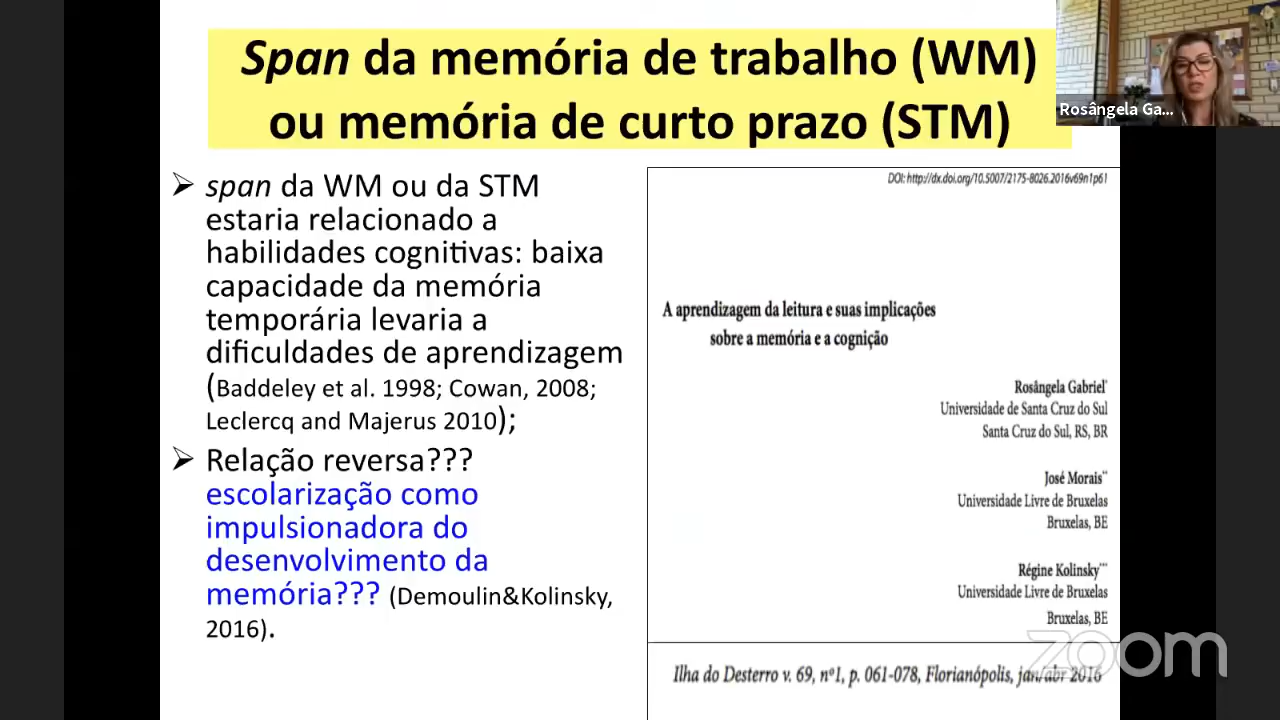 Span da memória de trabalho (WM)
ou memória de curto prazo (STM)
Rosângela Ga...
➢ span da WM ou da STM
estaria relacionado a
habilidades cognitivas: baixa
capacidade da memória
temporária levaria a
dificuldades de aprendizagem
(Baddeley et al. 1998; Cowan, 2008;
Leclercq and Majerus 2010);
➢ Relação reversa???
escolarização como
impulsionadora do
desenvolvimento da
memória??? (Demoulin&Kolinsky,
2016).
DOI: http://dx.doi.org/10.5007/2175-8026.2016v69n1p61
A aprendizagem da leitura e suas implicações
sobre a memória e a cognição
Rosângela Gabriel*
Universidade de Santa Cruz do Sul
Santa Cruz do Sul, RS, BR
José Morais**
Universidade Livre de Bruxelas
Bruxelas, BE
Régine Kolinsky***
Universidade Livre de Bruxelas
Bruxelas, BE
zoom
Ilha do Desterro v. 69, nº1, p. 061-078, Florianópolis, jan/abr 2016